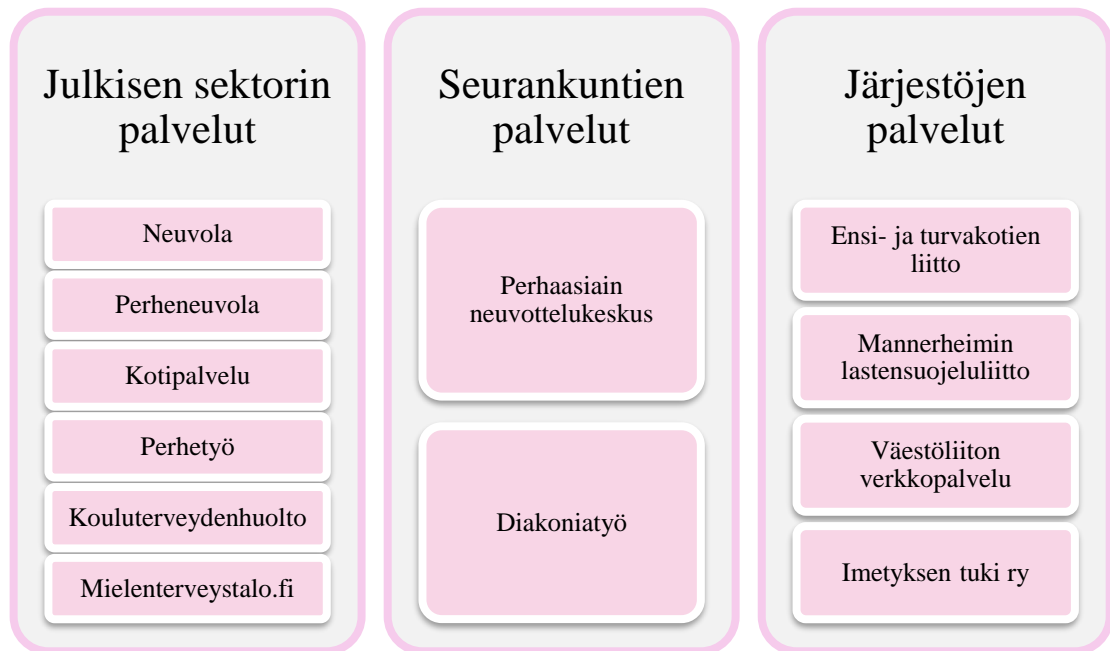 Julkisen sektorin
palvelut
Neuvola
Perheneuvola
Kotipalvelu
Perhetyö
Kouluterveydenhuolto
Mielenterveystalo.fi
Seurankuntien
palvelut
Perhaasiain
neuvottelukeskus
Diakoniatyö
Järjestöjen
palvelut
Ensi- ja turvakotien
liitto
Mannerheimin
lastensuojeluliitto
Väestöliiton
verkkopalvelu
Imetyksen tuki ry